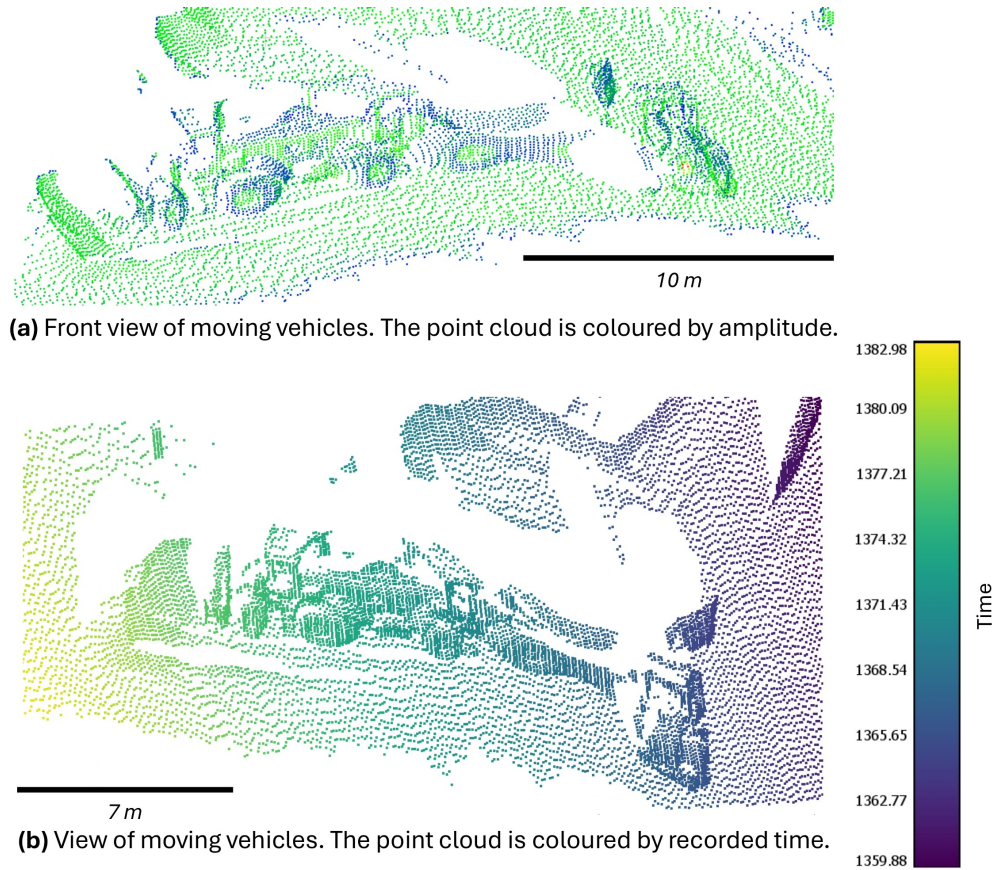 10 m
(a) Front view of moving vehicles. The point cloud is coloured by amplitude.
1382.98
1380.09
1377.21
1374.32
1371.43
1368.54
1365.65
1362.77
1359.88
Time
7 m
(b) View of moving vehicles. The point cloud is coloured by recorded time.